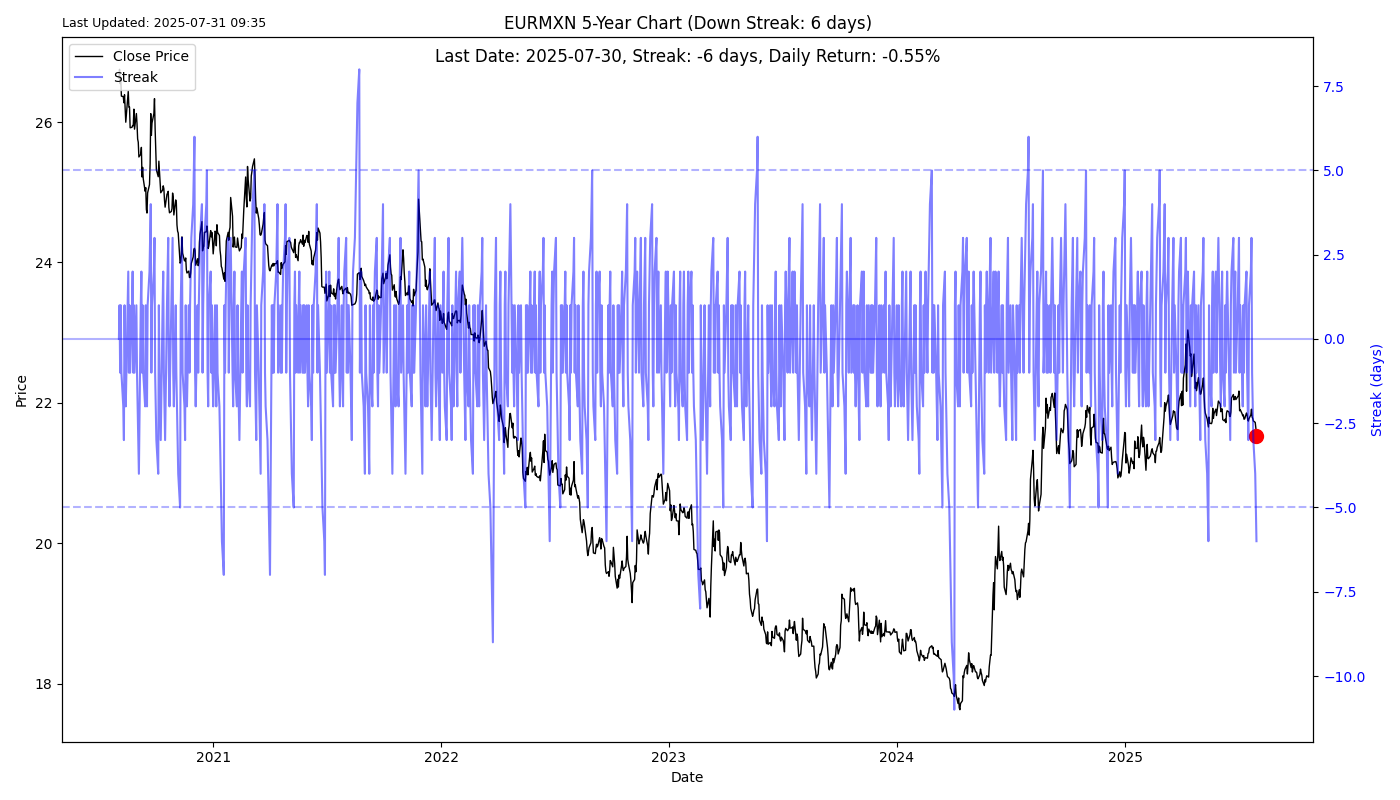 Last Updated: 2025-07-31 09:35
EURMXN 5-Year Chart (Down Streak: 6 days)
Last Date: 2025-07-30, Streak: -6 days, Daily Return: -0.55%
Close Price
Streak
26
24
22
20
18
Price
7.5
5.0
2.5
0.0
−2.5
−5.0
−7.5
−10.0
Streak (days)
2021
2022
2023
2024
2025
Date